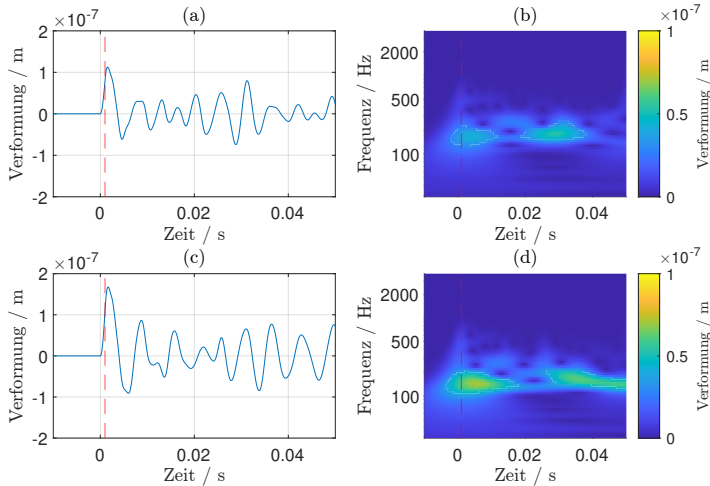 (a)
×10⁻⁷
2
1
0
-1
-2
Verformung / m
0
0.02
0.04
Zeit / s
(b)
3000
500
100
Frequenz / Hz
0
0.02
0.04
Zeit / s
×10⁻⁷
1
0.5
0
Verformung / m
(c)
×10⁻⁷
2
1
0
-1
-2
Verformung / m
0
0.02
0.04
Zeit / s
(d)
3000
500
100
Frequenz / Hz
0
0.02
0.04
Zeit / s
×10⁻⁷
1
0.5
0
Verformung / m